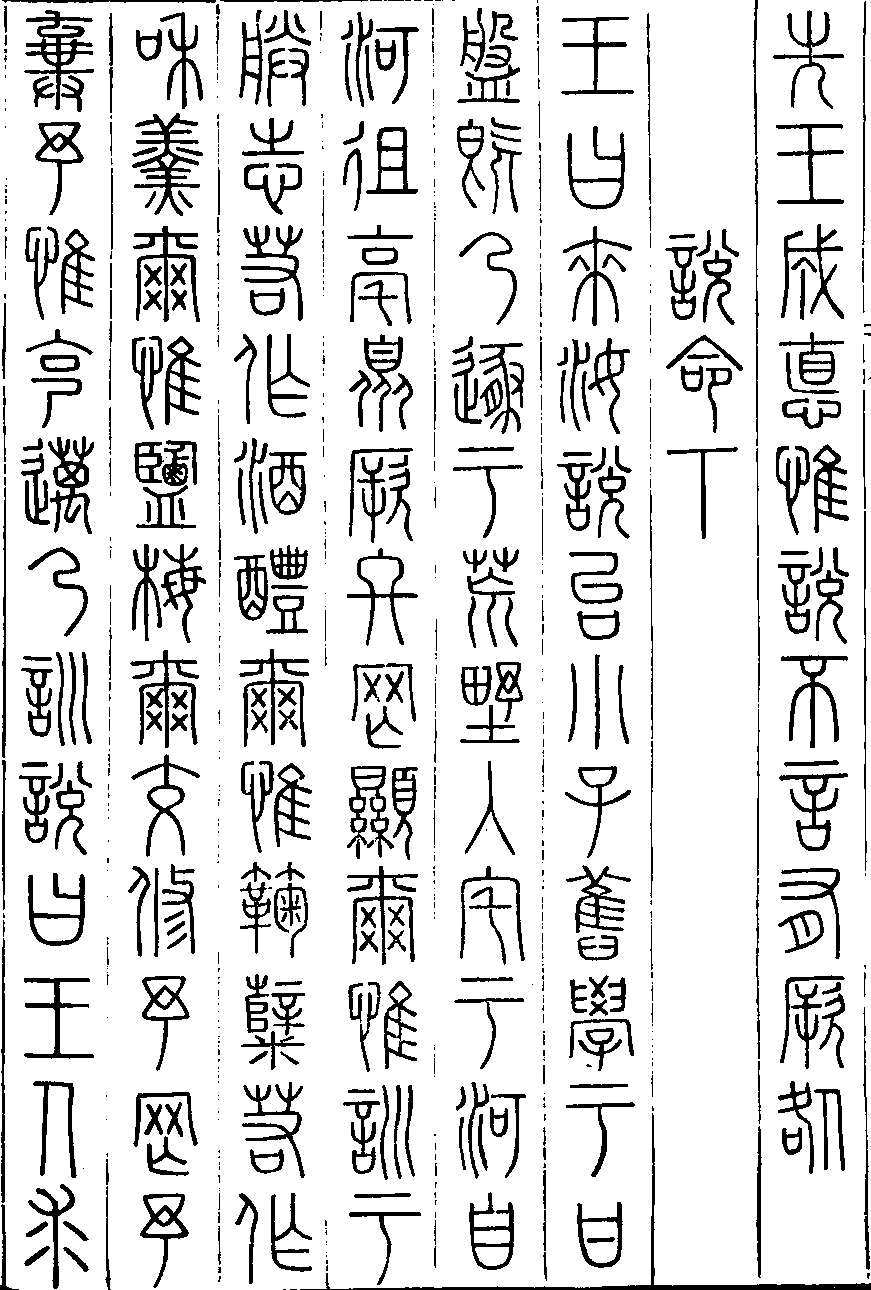 先王成悳惟說不言有厥咎
說命下
王曰來汝說台小子舊學于甘
盤既乃遯于荒野入宅于河自
河徂亳臮厥終罔顯爾惟訓于
朕志若作酒醴爾惟麴糵若作
咊羹爾惟鹽梅爾交修予罔予
棄予惟克邁乃訓說曰王人求